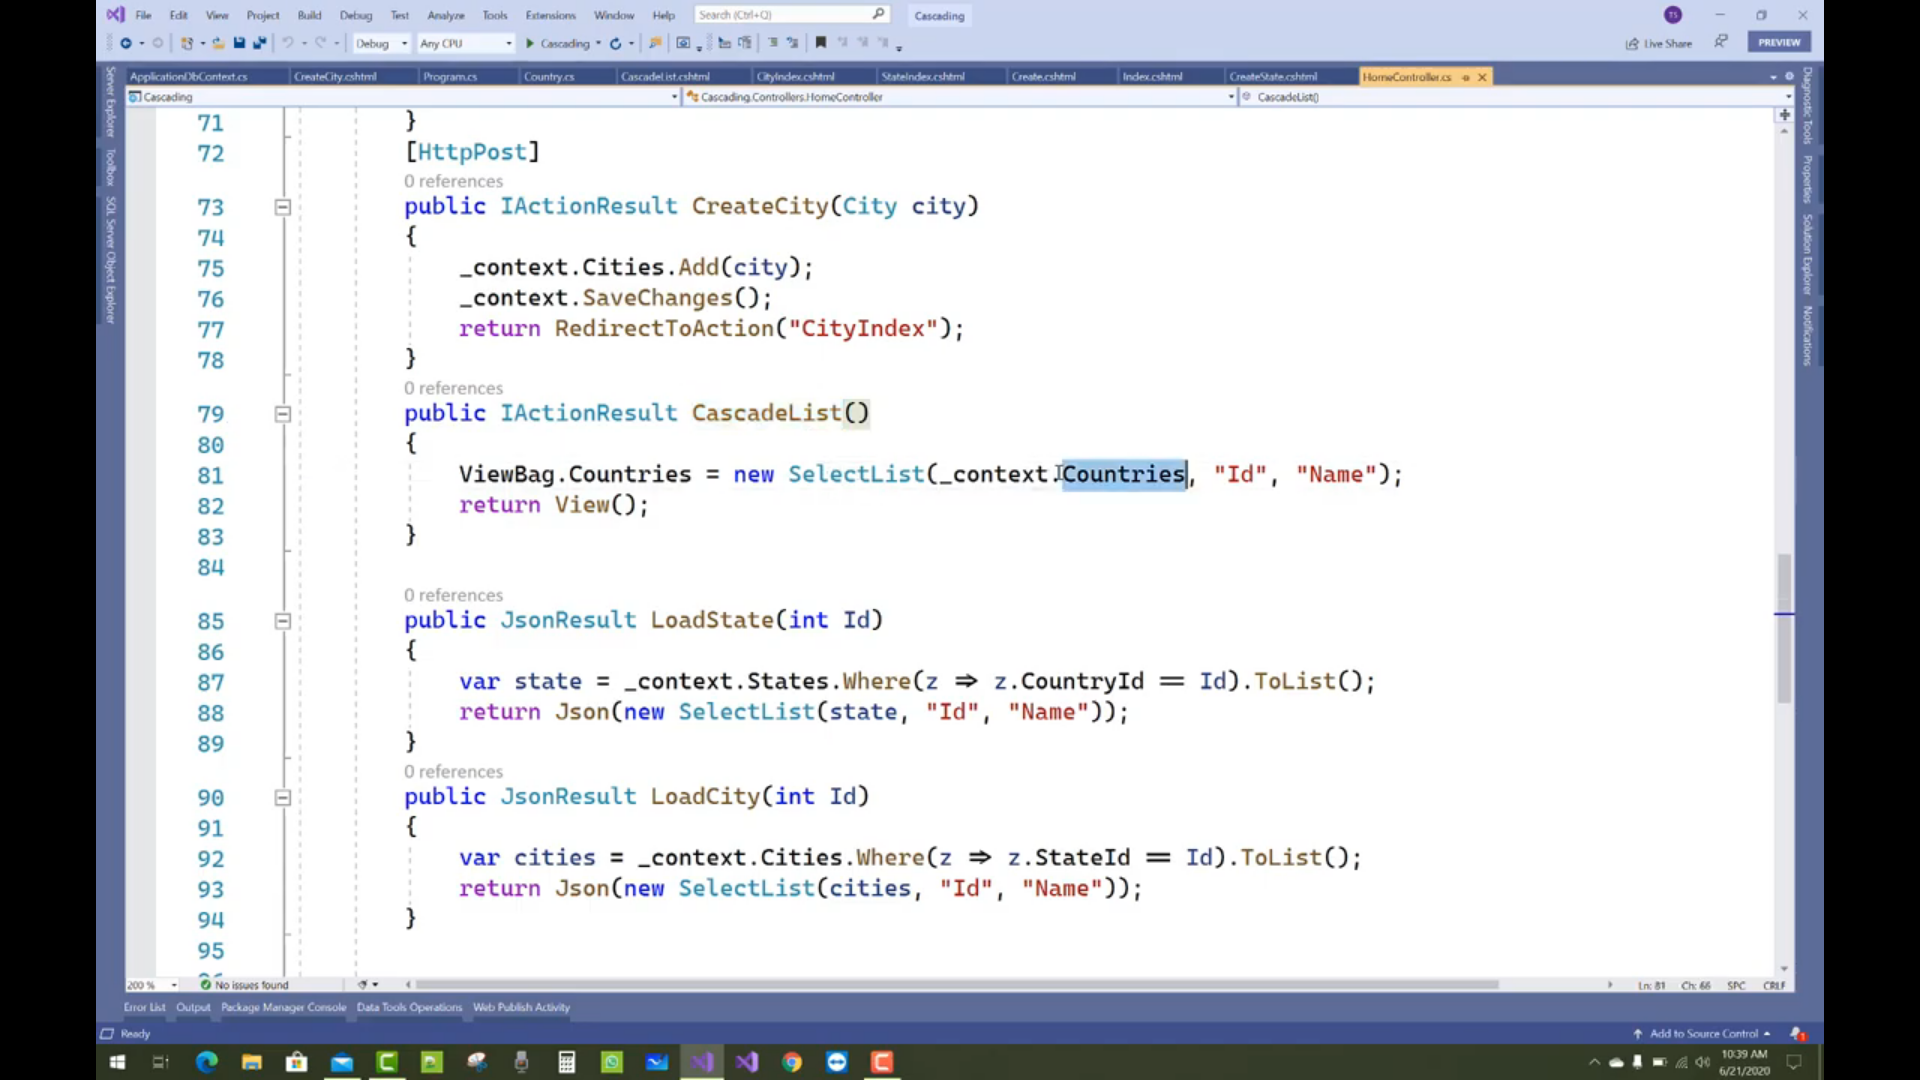 File Edit View Project Build Debug Test Analyze Tools Extensions Window Help Search (Ctrl+Q) Cascading TS
Debug Any CPU Cascading Live Share PREVIEW
ApplicationDbContext.cs CreateCity.cshtml Program.cs Country.cs CascadeList.cshtml CityIndex.cshtml StateIndex.cshtml Create.cshtml Index.cshtml CreateState.cshtml HomeController.cs
Cascading Cascading.Controllers.HomeController CascadeList()
Server Explorer
Toolbox
SQL Server Object Explorer
Diagnostic Tools
Properties
Solution Explorer
Notifications
71 }
72 [HttpPost]
0 references
73 public IActionResult CreateCity(City city)
74 {
75 _context.Cities.Add(city);
76 _context.SaveChanges();
77 return RedirectToAction("CityIndex");
78 }
0 references
79 public IActionResult CascadeList()
80 {
81 ViewBag.Countries = new SelectList(_context.Countries, "Id", "Name");
82 return View();
83 }
84
0 references
85 public JsonResult LoadState(int Id)
86 {
87 var state = _context.States.Where(z => z.CountryId == Id).ToList();
88 return Json(new SelectList(state, "Id", "Name"));
89 }
0 references
90 public JsonResult LoadCity(int Id)
91 {
92 var cities = _context.Cities.Where(z => z.StateId == Id).ToList();
93 return Json(new SelectList(cities, "Id", "Name"));
94 }
95
200 % No issues found Ln: 81 Ch: 66 SPC CRLF
Error List Output Package Manager Console Data Tools Operations Web Publish Activity
Ready Add to Source Control 1
10:39 AM
6/21/2020